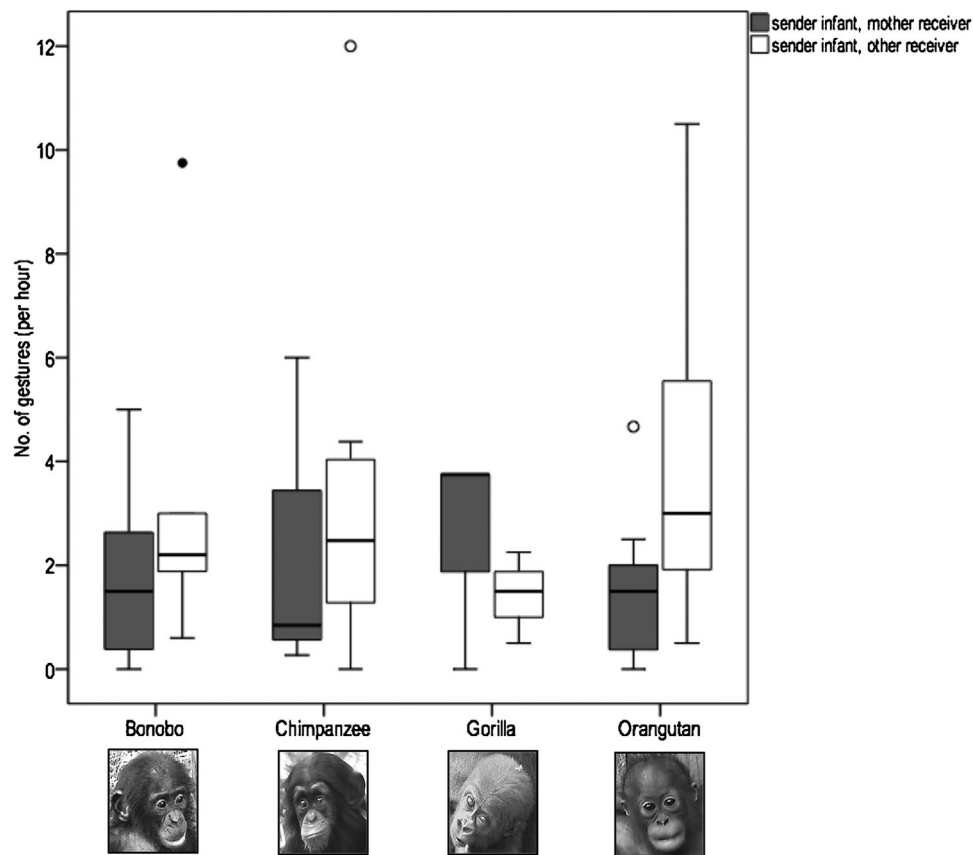 sender infant, mother receiver
sender infant, other receiver
12
10
8
6
4
2
0
No. of gestures (per hour)
Bonobo
Chimpanzee
Gorilla
Orangutan